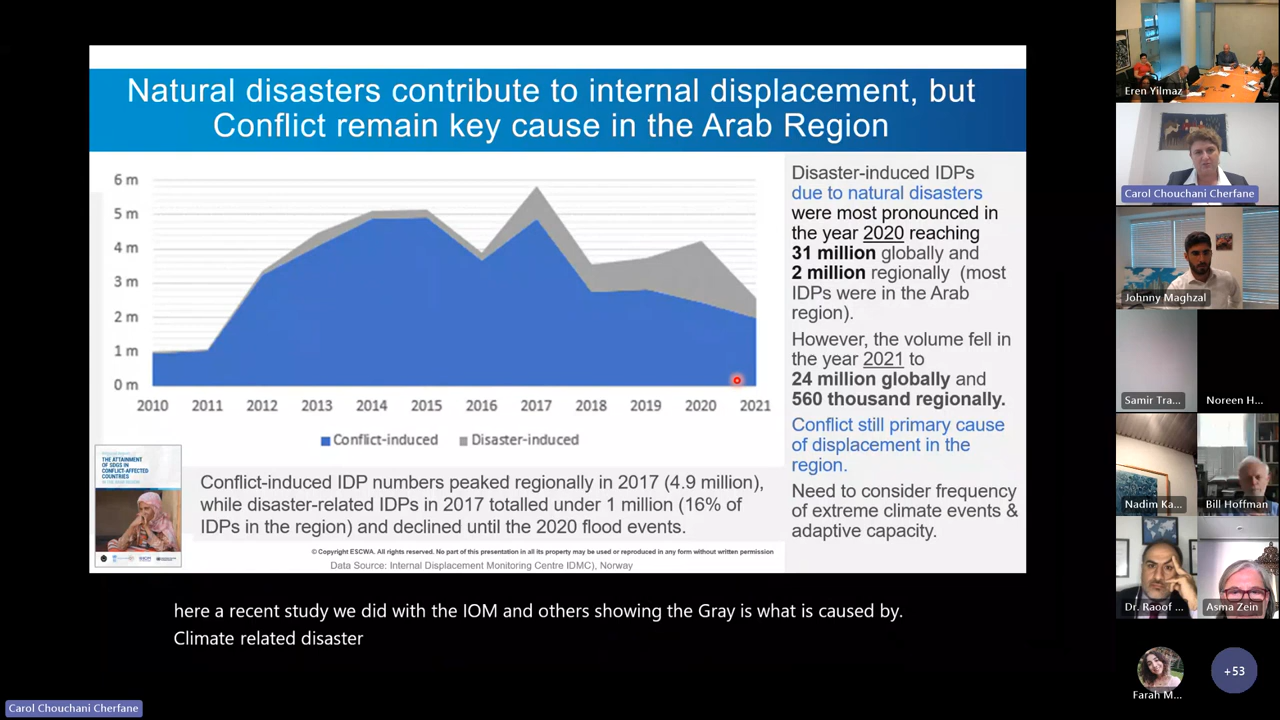 Natural disasters contribute to internal displacement, but
Conflict remain key cause in the Arab Region
6 m
5 m
4 m
3 m
2 m
1 m
0 m
2010 2011 2012 2013 2014 2015 2016 2017 2018 2019 2020 2021
Conflict-induced Disaster-induced
THE ATTAINMENT
OF SDGS IN
CONFLICT-AFFECTED
COUNTRIES
Conflict-induced IDP numbers peaked regionally in 2017 (4.9 million),
while disaster-related IDPs in 2017 totalled under 1 million (16% of
IDPs in the region) and declined until the 2020 flood events.
© Copyright ESCWA. All rights reserved. No part of this presentation in all its property may be used or reproduced in any form without written permission
Data Source: Internal Displacement Monitoring Centre IDMC), Norway
Disaster-induced IDPs
due to natural disasters
were most pronounced in
the year 2020 reaching
31 million globally and
2 million regionally (most
IDPs were in the Arab
region).
However, the volume fell in
the year 2021 to
24 million globally and
560 thousand regionally.
Conflict still primary cause
of displacement in the
region.
Need to consider frequency
of extreme climate events &
adaptive capacity.
here a recent study we did with the IOM and others showing the Gray is what is caused by.
Climate related disaster
Carol Chouchani Cherfane
Eren Yilmaz
Carol Chouchani Cherfane
Johnny Maghzal
Samir Tra... Noreen H...
Nadim Ka... Bill Hoffman
Dr. Raoof ... Asma Zein
Farah M...
+53